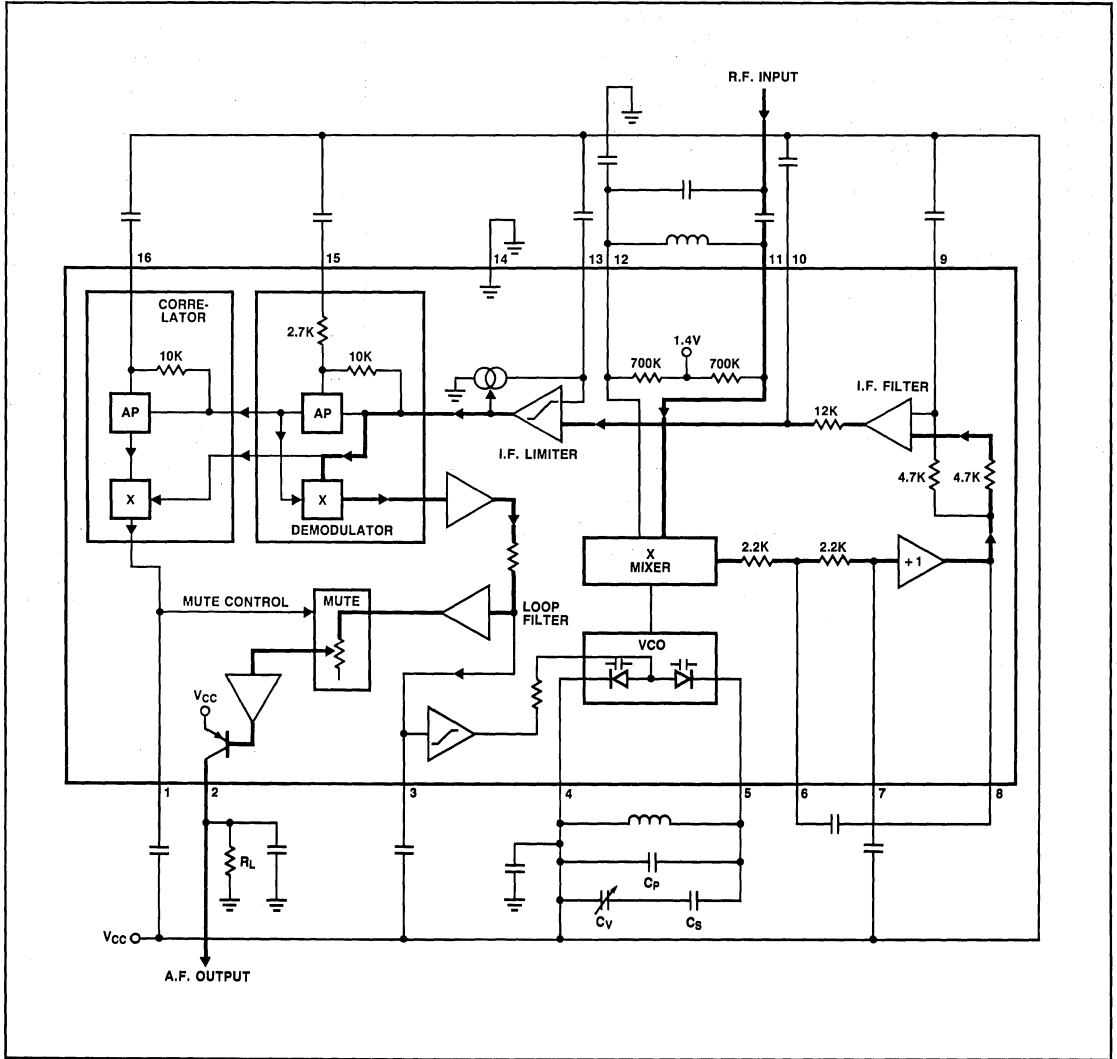 R.F. INPUT
16
15
14
13
12
11
10
9
CORRE-
LATOR
2.7K
10K
10K
1.4V
700K
700K
I.F. FILTER
AP
AP
12K
I.F. LIMITER
4.7K
4.7K
X
X
DEMODULATOR
X
MIXER
2.2K
2.2K
+1
MUTE CONTROL
MUTE
LOOP
FILTER
VCO
VCC
1
2
3
4
5
6
7
8
RL
CP
CV
CS
VCC
A.F. OUTPUT